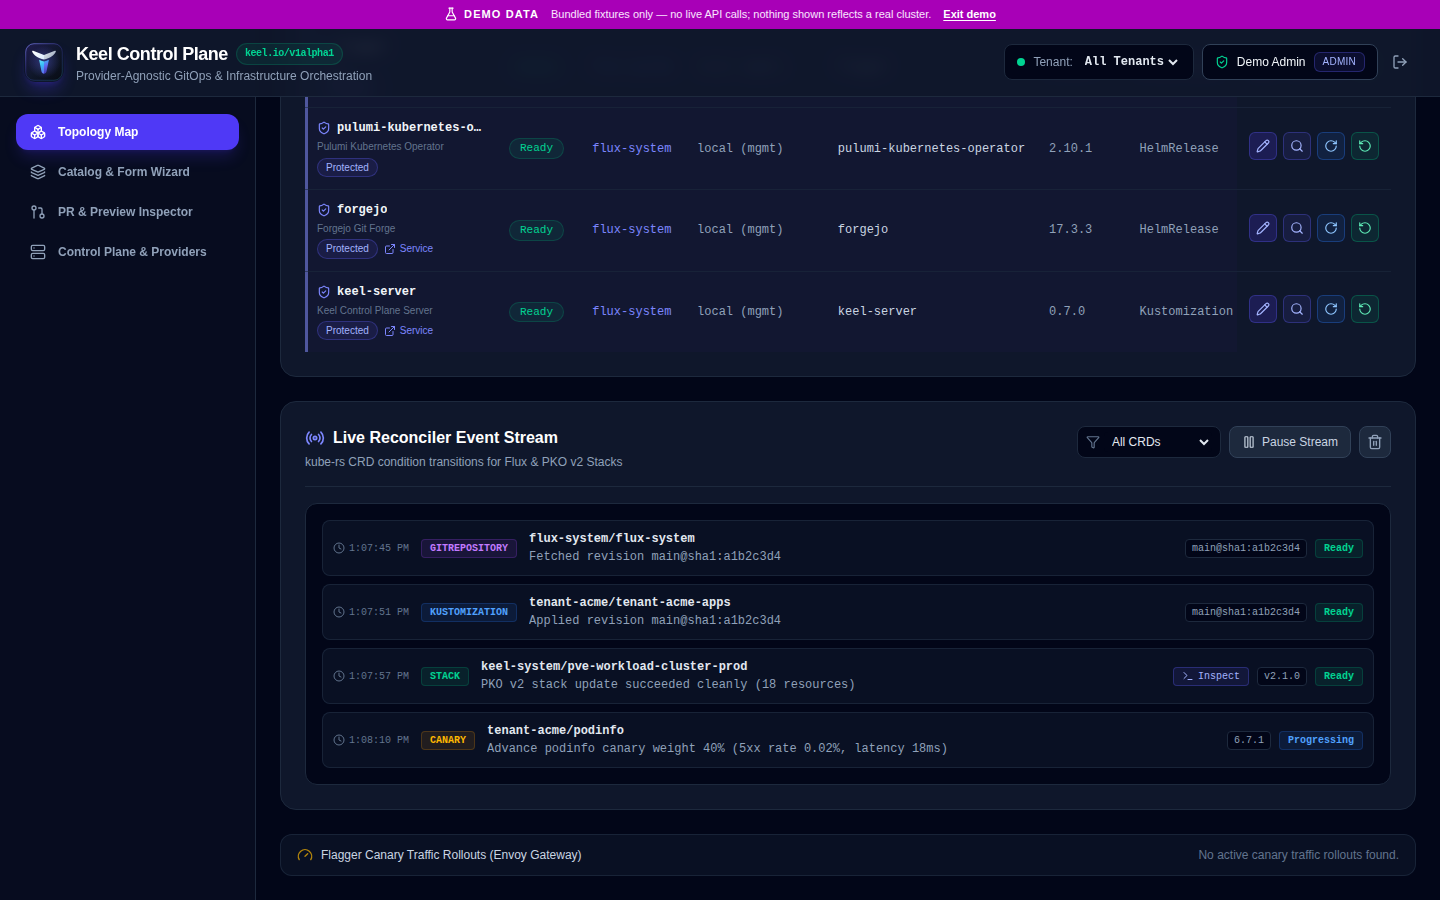 DEMO DATA Bundled fixtures only — no live API calls; nothing shown reflects a real cluster. Exit demo
Keel Control Plane keel.io/v1alpha1
Provider-Agnostic GitOps & Infrastructure Orchestration
Tenant: All Tenants
Demo Admin ADMIN
Topology Map
Catalog & Form Wizard
PR & Preview Inspector
Control Plane & Providers
pulumi-kubernetes-o…
Pulumi Kubernetes Operator
Protected
Ready flux-system local (mgmt) pulumi-kubernetes-operator 2.10.1 HelmRelease
forgejo
Forgejo Git Forge
Protected Service
Ready flux-system local (mgmt) forgejo 17.3.3 HelmRelease
keel-server
Keel Control Plane Server
Protected Service
Ready flux-system local (mgmt) keel-server 0.7.0 Kustomization
Live Reconciler Event Stream
kube-rs CRD condition transitions for Flux & PKO v2 Stacks
All CRDs
Pause Stream
1:07:45 PM GITREPOSITORY flux-system/flux-system
Fetched revision main@sha1:a1b2c3d4
main@sha1:a1b2c3d4 Ready
1:07:51 PM KUSTOMIZATION tenant-acme/tenant-acme-apps
Applied revision main@sha1:a1b2c3d4
main@sha1:a1b2c3d4 Ready
1:07:57 PM STACK keel-system/pve-workload-cluster-prod
PKO v2 stack update succeeded cleanly (18 resources)
Inspect v2.1.0 Ready
1:08:10 PM CANARY tenant-acme/podinfo
Advance podinfo canary weight 40% (5xx rate 0.02%, latency 18ms)
6.7.1 Progressing
Flagger Canary Traffic Rollouts (Envoy Gateway)
No active canary traffic rollouts found.